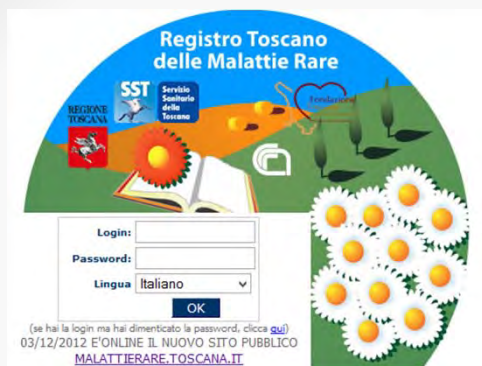 Registro Toscano
delle Malattie Rare
SST
Servizio
Sanitario
della
Toscana
Fondazione
REGIONE
TOSCANA
Login:
Password:
Lingua Italiano
OK
(se hai la login ma hai dimenticato la password, clicca qui)
03/12/2012 E'ONLINE IL NUOVO SITO PUBBLICO
MALATTIERARE.TOSCANA.IT